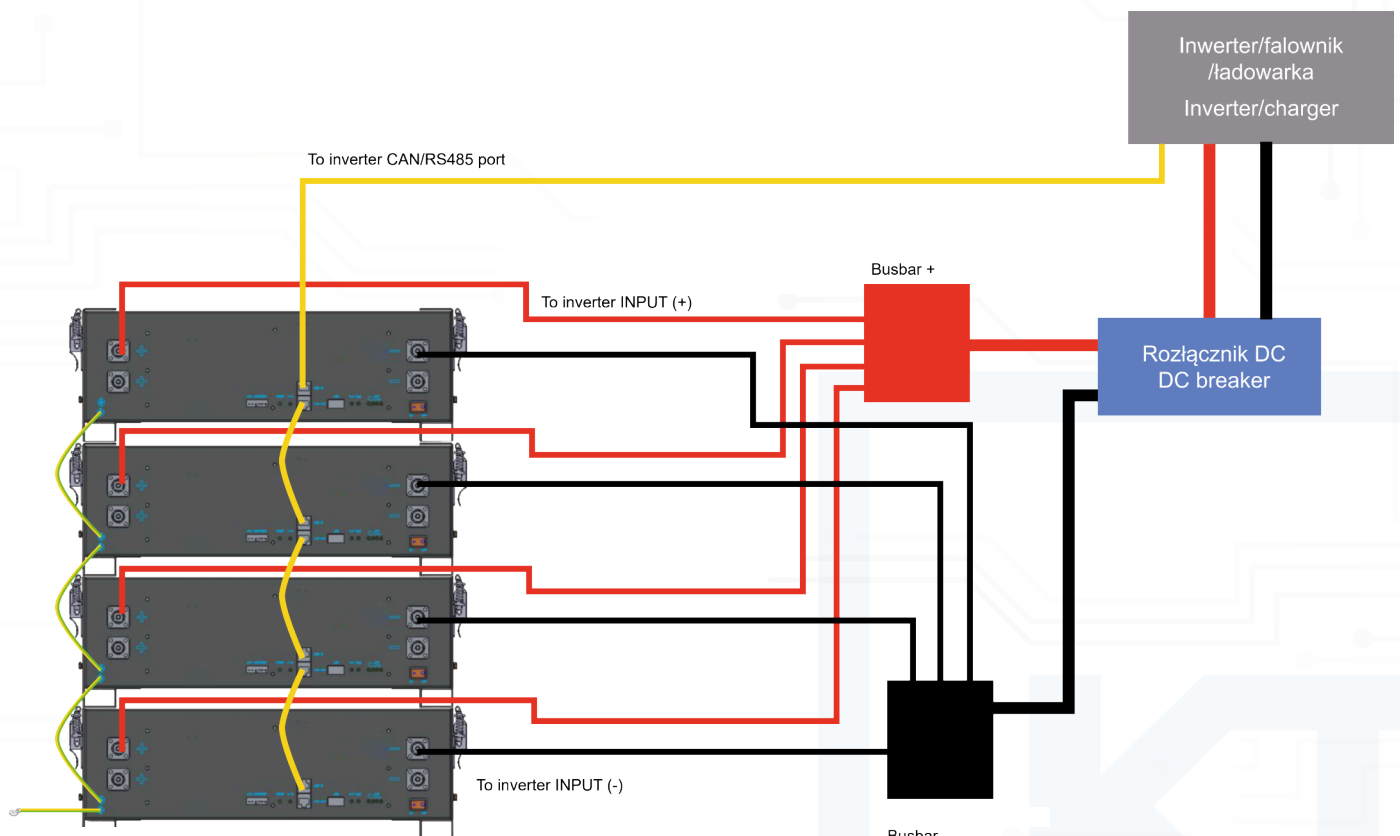 Inwerter/falownik
/ładowarka
Inverter/charger
To inverter CAN/RS485 port
Busbar +
To inverter INPUT (+)
Rozłącznik DC
DC breaker
To inverter INPUT (-)
Busbar